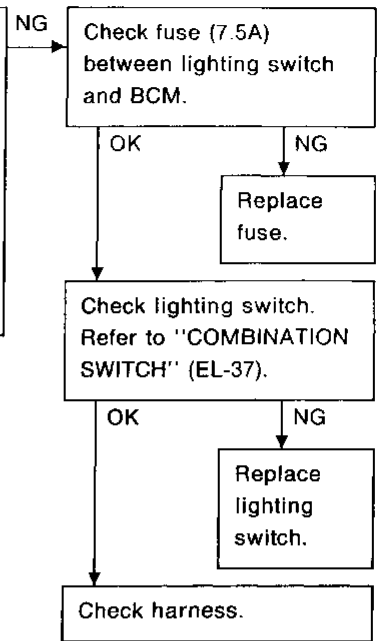 NG
Check fuse (7.5A)
between lighting switch
and BCM.
OK
NG
Replace
fuse.
Check lighting switch.
Refer to "COMBINATION
SWITCH" (EL-37).
OK
NG
Replace
lighting
switch.
Check harness.